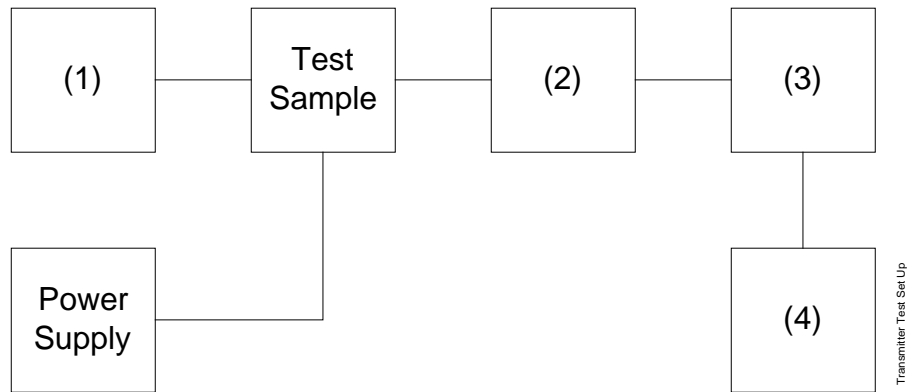 (1)
Test
Sample
(2)
(3)
Power
Supply
(4)
Transmitter Test Set Up